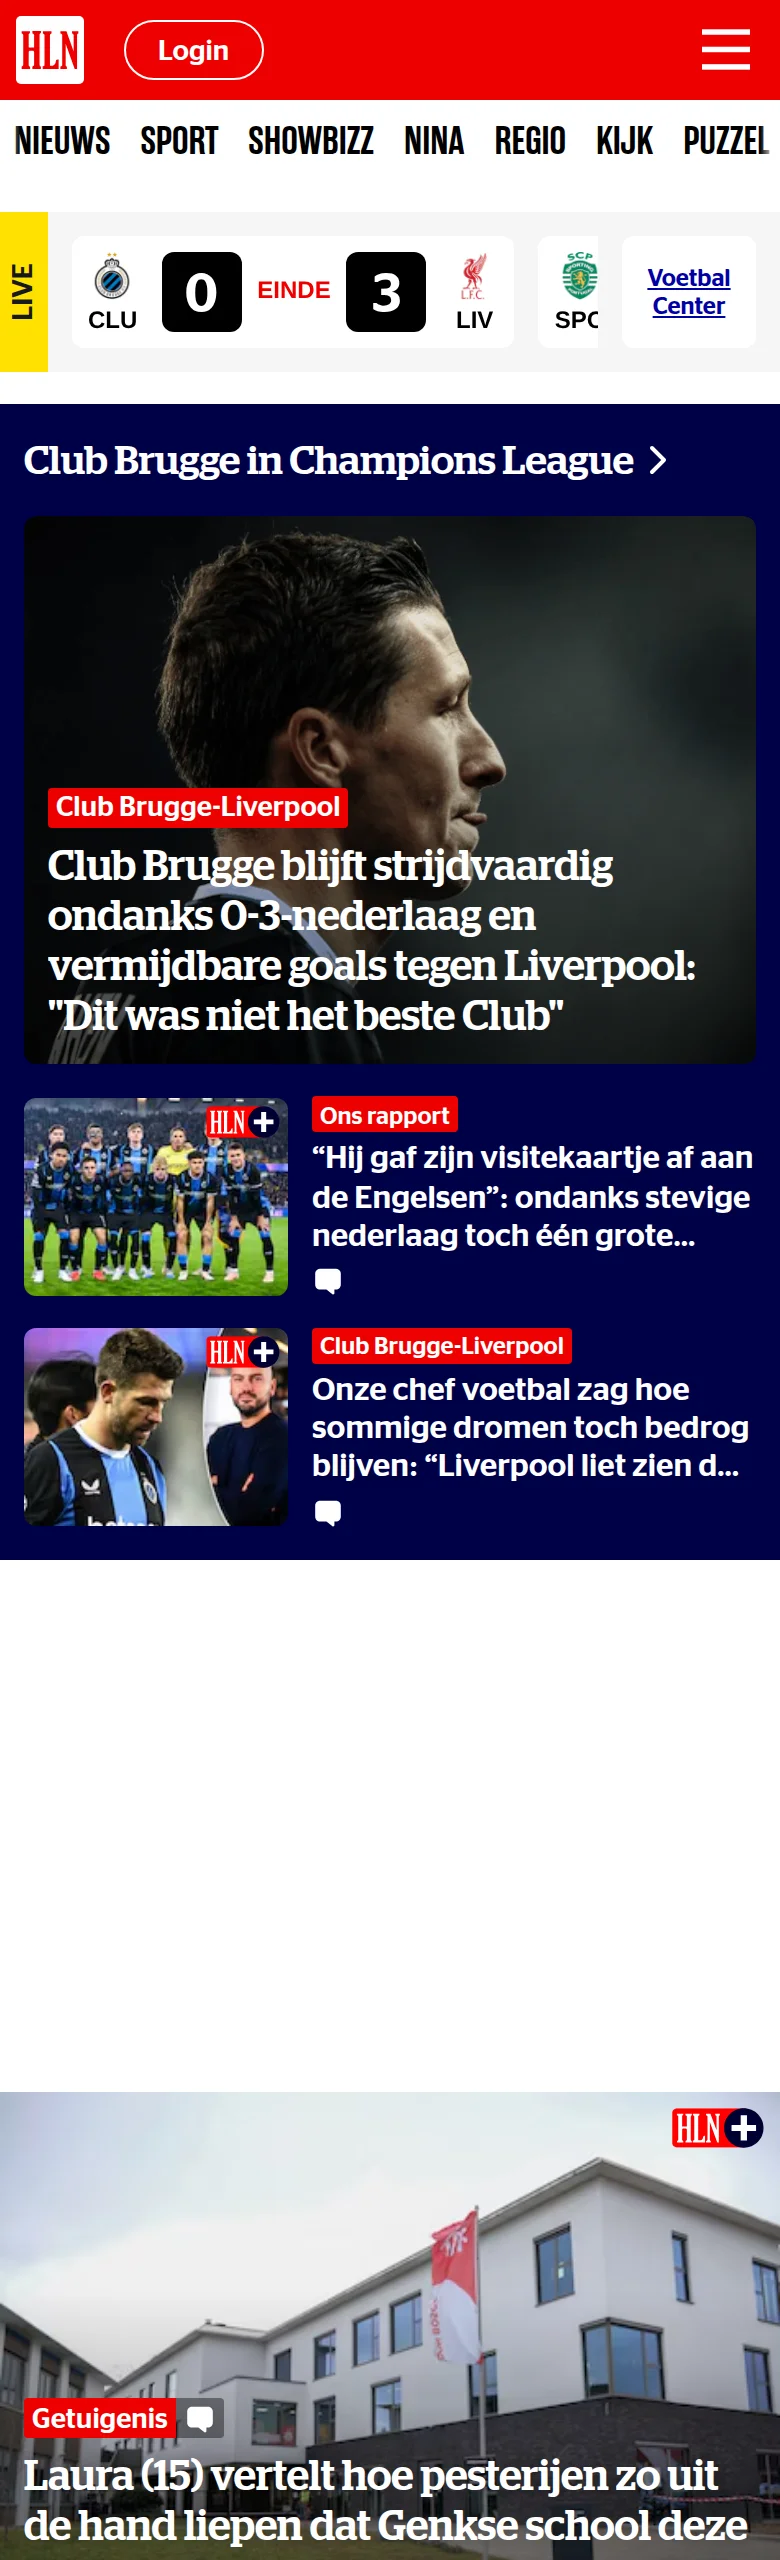 HLN
Login
NIEUWS SPORT SHOWBIZZ NINA REGIO KIJK PUZZEL
LIVE
0 EINDE 3
CLU LIV
L.F.C.
SCP
SPORTING
SPO
Voetbal
Center
Club Brugge in Champions League
Club Brugge-Liverpool
Club Brugge blijft strijdvaardig
ondanks 0-3-nederlaag en
vermijdbare goals tegen Liverpool:
"Dit was niet het beste Club"
HLN+
Ons rapport
“Hij gaf zijn visitekaartje af aan
de Engelsen”: ondanks stevige
nederlaag toch één grote...
HLN+
Club Brugge-Liverpool
Onze chef voetbal zag hoe
sommige dromen toch bedrog
blijven: “Liverpool liet zien d...
HLN+
Getuigenis
Laura (15) vertelt hoe pesterijen zo uit
de hand liepen dat Genkse school deze